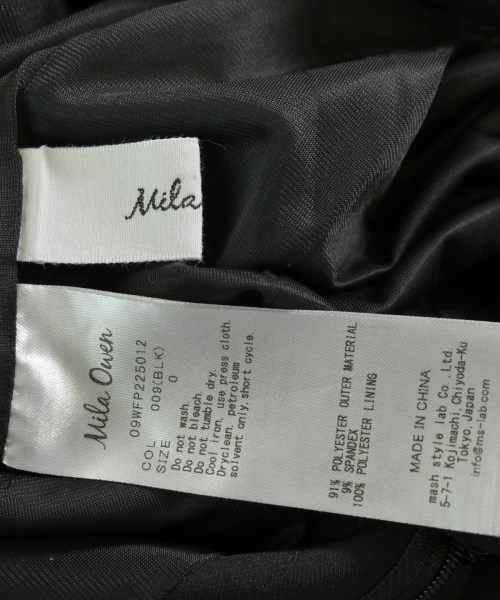 Mila
Mila Owen
09WFP225012
COL 009(BLK)
SIZE 0
Do not wash.
Do not bleach.
Do not tumble dry.
Cool iron, use press cloth.
Dryclean, petroleum
solvent only, short cycle.
91% POLYESTER OUTER MATERIAL
9% SPANDEX
100% POLYESTER LINING
MADE IN CHINA
mash style lab Co., Ltd
5-7-1 Kojimachi, Chiyoda-Ku
Tokyo, Japan
info@ms-lab.com